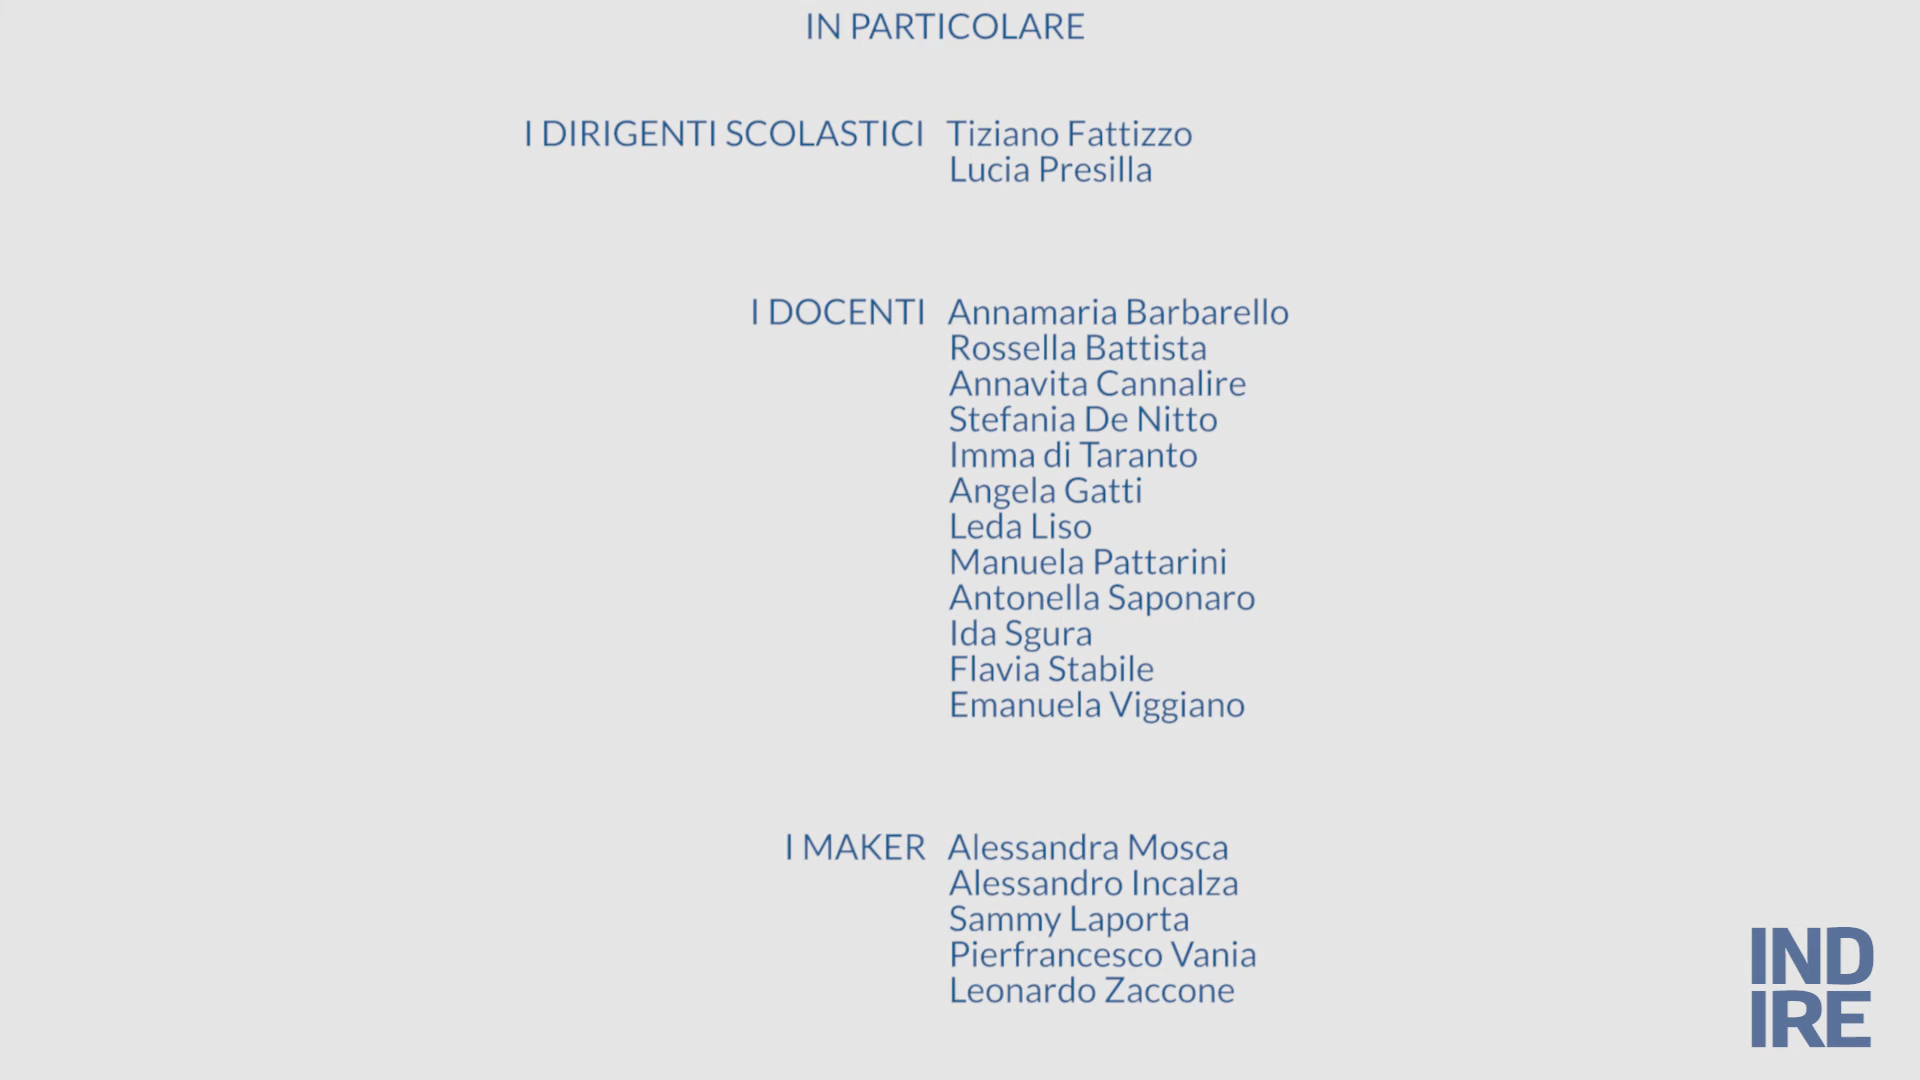 IN PARTICOLARE
I DIRIGENTI SCOLASTICI Tiziano Fattizzo
Lucia Presilla
I DOCENTI Annamaria Barbarello
Rossella Battista
Annavita Cannalire
Stefania De Nitto
Imma di Taranto
Angela Gatti
Leda Liso
Manuela Pattarini
Antonella Saponaro
Ida Sgura
Flavia Stabile
Emanuela Viggiano
I MAKER Alessandra Mosca
Alessandro Incalza
Sammy Laporta
Pierfrancesco Vania
Leonardo Zaccone
IND
IRE